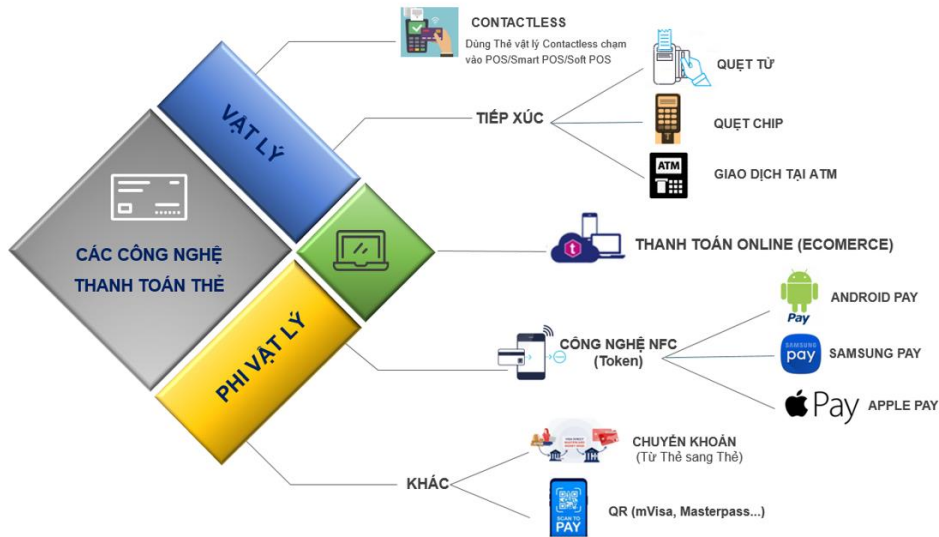 CONTACTLESS
Dùng Thẻ vật lý Contactless chạm
vào POS/Smart POS/Soft POS
VẬT LÝ
TIẾP XÚC
QUẸT TỪ
QUẸT CHIP
ATM
GIAO DỊCH TẠI ATM
CÁC CÔNG NGHỆ
THANH TOÁN THẺ
t
THANH TOÁN ONLINE (ECOMERCE)
PHI VẬT LÝ
CÔNG NGHỆ NFC
(Token)
Pay
ANDROID PAY
SAMSUNG
pay
SAMSUNG PAY
Pay
APPLE PAY
KHÁC
CHUYỂN KHOẢN
(Từ Thẻ sang Thẻ)
SCAN TO
PAY
QR (mVisa, Masterpass...)